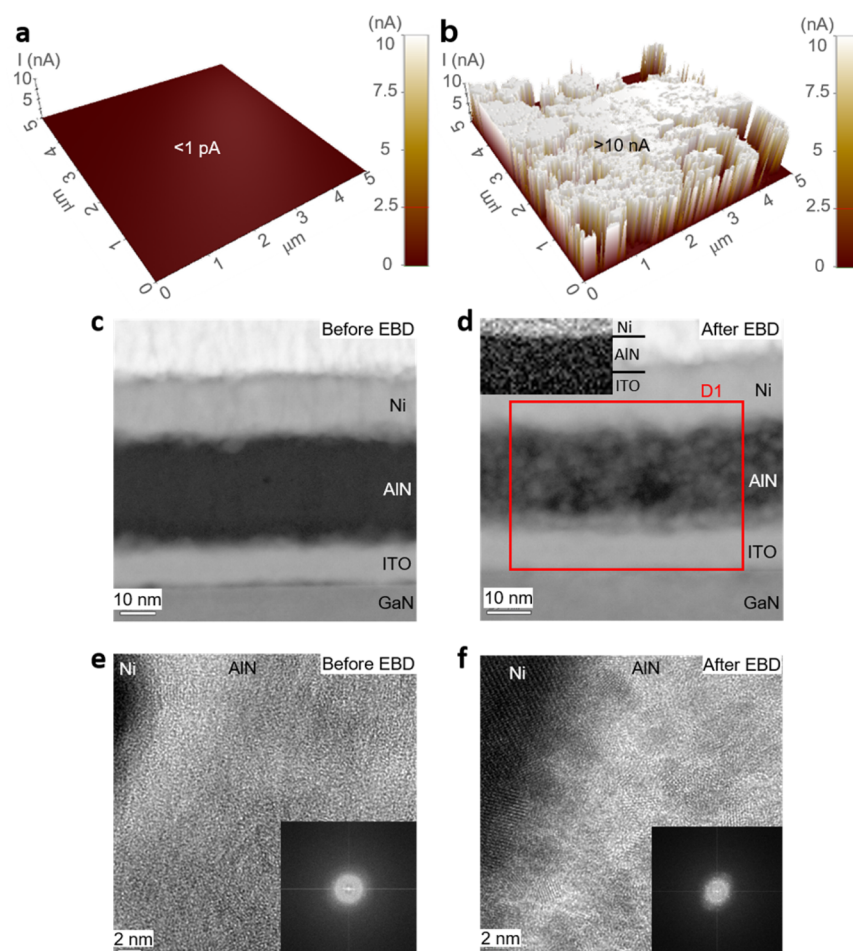 a
b
I (nA)
10
5
5
4
3
2
1
0
μm
0
1
2
3
4
5
μm
<1 pA
(nA)
10
7.5
5
2.5
0
I (nA)
10
5
5
4
3
2
1
0
μm
0
1
2
3
4
5
μm
>10 nA
(nA)
10
7.5
5
2.5
0
c
Before EBD
Ni
AlN
ITO
GaN
10 nm
d
After EBD
Ni
AlN
ITO
D1
Ni
AlN
ITO
GaN
10 nm
e
Ni
AlN
Before EBD
2 nm
f
Ni
AlN
After EBD
2 nm